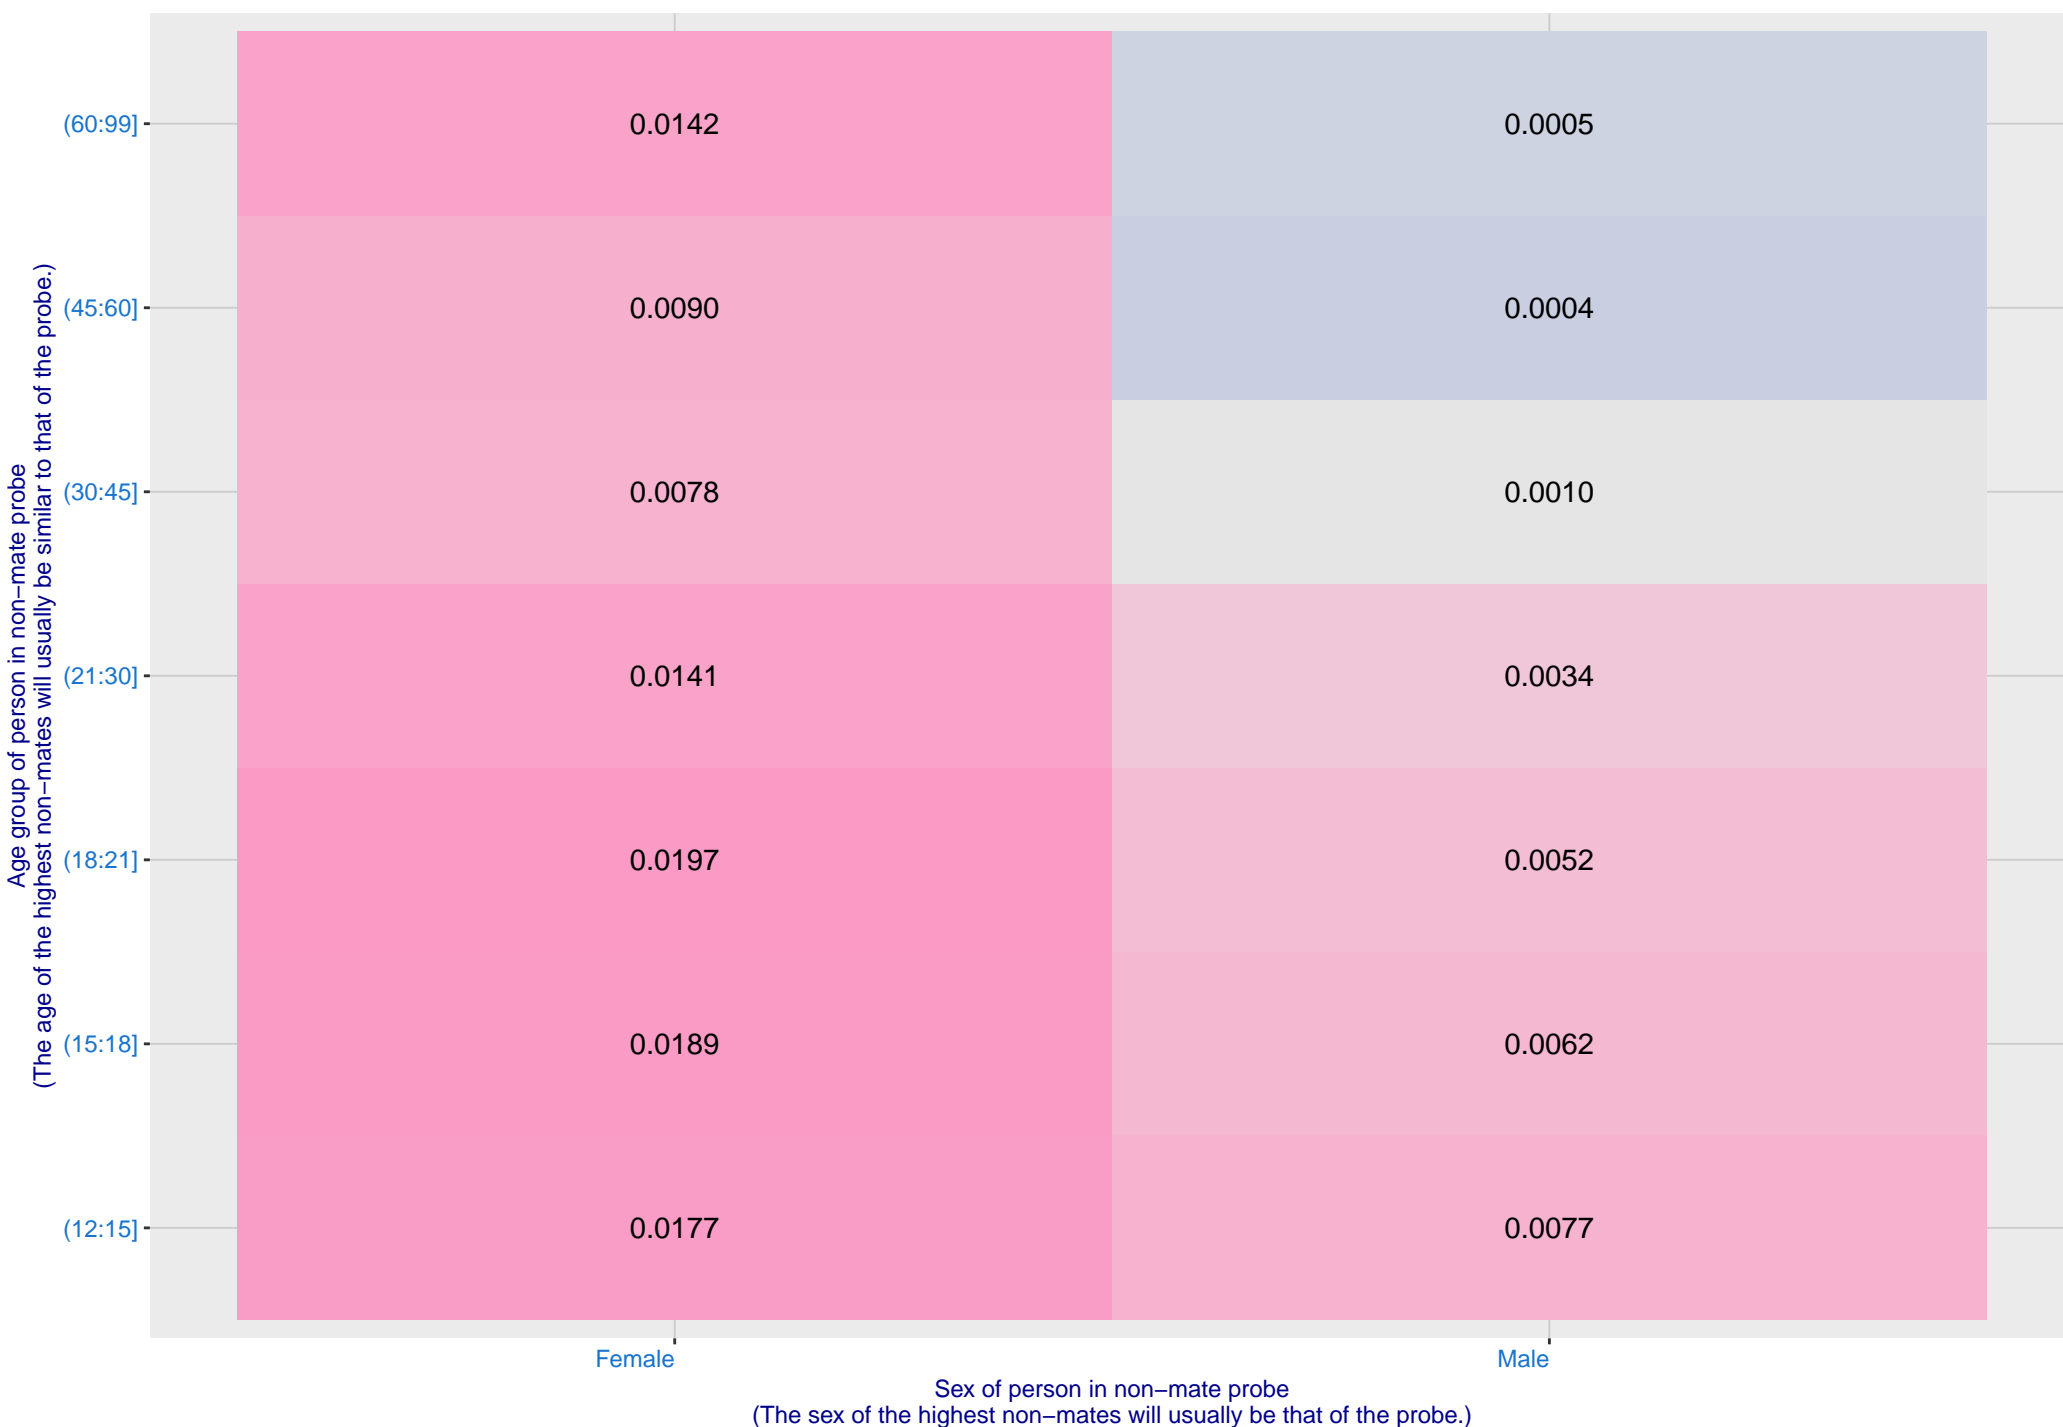 Age group of person in non−mate probe
(The age of the highest non−mates will usually be similar to that of the probe.)
(60:99] 0.0142 0.0005
(45:60] 0.0090 0.0004
(30:45] 0.0078 0.0010
(21:30] 0.0141 0.0034
(18:21] 0.0197 0.0052
(15:18] 0.0189 0.0062
(12:15] 0.0177 0.0077
Female Male
Sex of person in non−mate probe
(The sex of the highest non−mates will usually be that of the probe.)